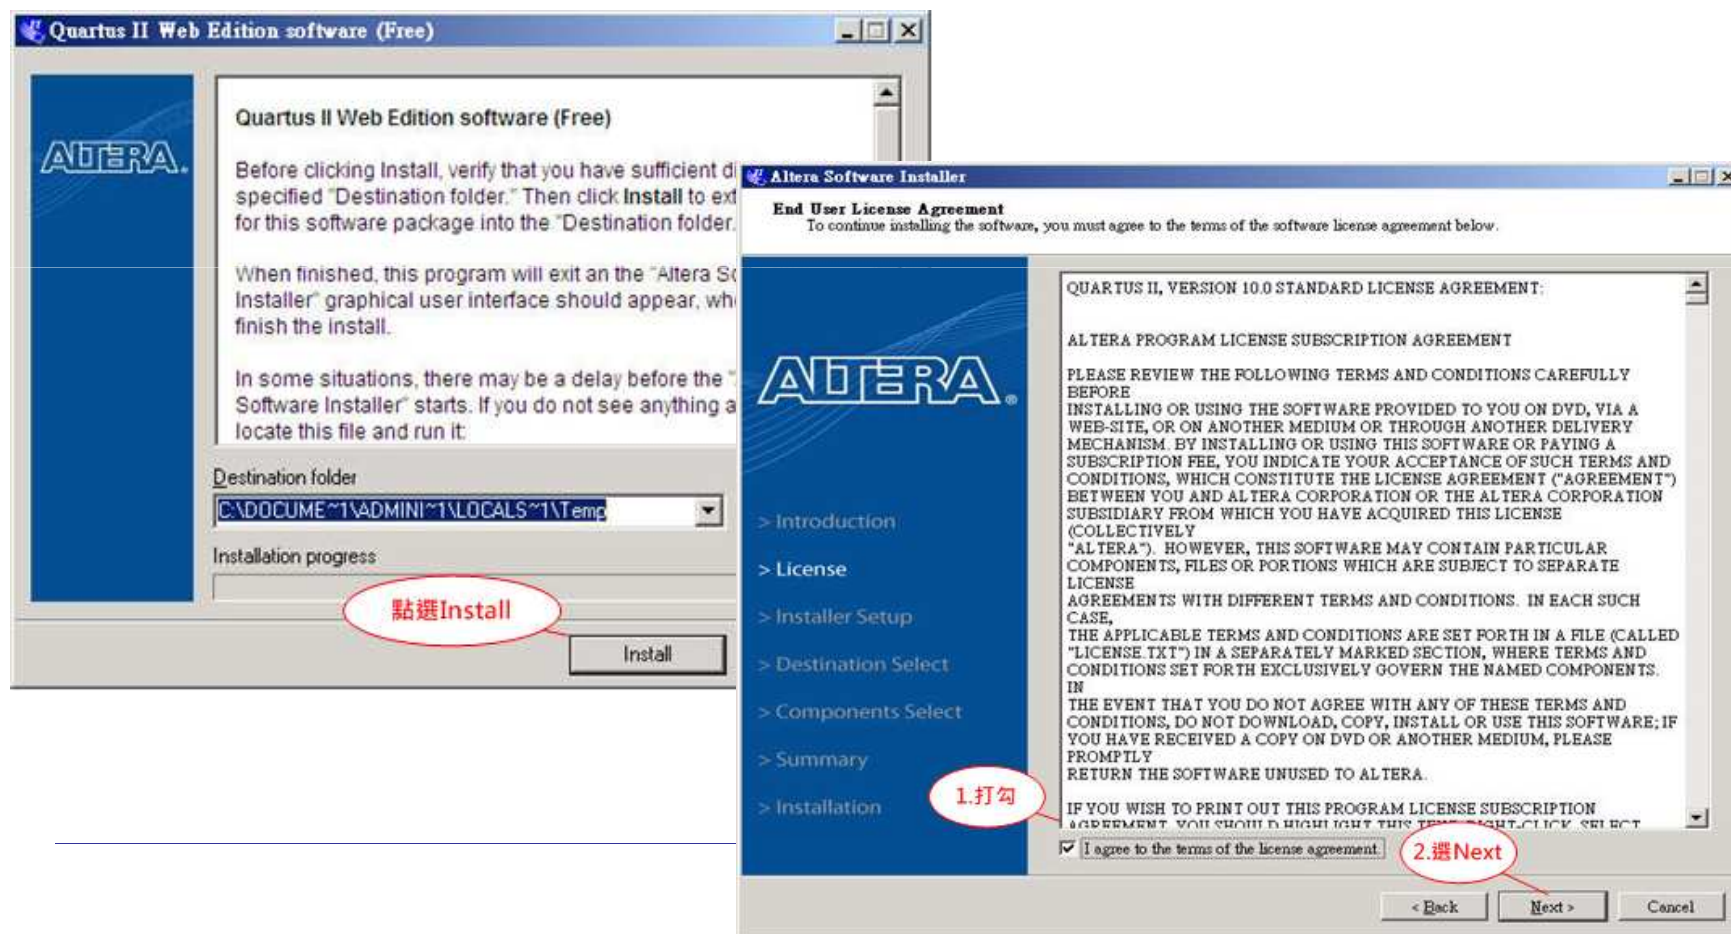 Quartus II Web Edition software (Free)
ALTERA.
Quartus II Web Edition software (Free)
Before clicking Install, verify that you have sufficient
specified "Destination folder." Then click Install to
for this software package into the "Destination folder.
When finished, this program will exit an the "Altera
Installer" graphical user interface should appear,
finish the install.
In some situations, there may be a delay before the
Software Installer" starts. If you do not see anything
locate this file and run it:
Destination folder
C:\DOCUME~1\ADMINI~1\LOCALS~1\Temp
Installation progress
點選Install
Install
Altera Software Installer
End User License Agreement
To continue installing the software, you must agree to the terms of the software license agreement below.
ALTERA®
> Introduction
> License
> Installer Setup
> Destination Select
> Components Select
> Summary
> Installation
QUARTUS II, VERSION 10.0 STANDARD LICENSE AGREEMENT:
ALTERA PROGRAM LICENSE SUBSCRIPTION AGREEMENT
PLEASE REVIEW THE FOLLOWING TERMS AND CONDITIONS CAREFULLY
BEFORE
INSTALLING OR USING THE SOFTWARE PROVIDED TO YOU ON DVD, VIA A
WEB-SITE, OR ON ANOTHER MEDIUM OR THROUGH ANOTHER DELIVERY
MECHANISM. BY INSTALLING OR USING THIS SOFTWARE OR PAYING A
SUBSCRIPTION FEE, YOU INDICATE YOUR ACCEPTANCE OF SUCH TERMS AND
CONDITIONS, WHICH CONSTITUTE THE LICENSE AGREEMENT ("AGREEMENT")
BETWEEN YOU AND ALTERA CORPORATION OR THE ALTERA CORPORATION
SUBSIDIARY FROM WHICH YOU HAVE ACQUIRED THIS LICENSE
(COLLECTIVELY
"ALTERA"). HOWEVER, THIS SOFTWARE MAY CONTAIN PARTICULAR
COMPONENTS, FILES OR PORTIONS WHICH ARE SUBJECT TO SEPARATE
LICENSE
AGREEMENTS WITH DIFFERENT TERMS AND CONDITIONS. IN EACH SUCH
CASE,
THE APPLICABLE TERMS AND CONDITIONS ARE SET FORTH IN A FILE (CALLED
"LICENSE.TXT") IN A SEPARATELY MARKED SECTION, WHERE TERMS AND
CONDITIONS SET FORTH EXCLUSIVELY GOVERN THE NAMED COMPONENTS.
IN
THE EVENT THAT YOU DO NOT AGREE WITH ANY OF THESE TERMS AND
CONDITIONS, DO NOT DOWNLOAD, COPY, INSTALL OR USE THIS SOFTWARE; IF
YOU HAVE RECEIVED A COPY ON DVD OR ANOTHER MEDIUM, PLEASE
PROMPTLY
RETURN THE SOFTWARE UNUSED TO ALTERA.
IF YOU WISH TO PRINT OUT THIS PROGRAM LICENSE SUBSCRIPTION
AGREEMENT, YOU SHOULD HIGHLIGHT THIS RIGHT-CLICK, SELECT
1.打勾
I agree to the terms of the license agreement.
2.選Next
< Back
Next >
Cancel